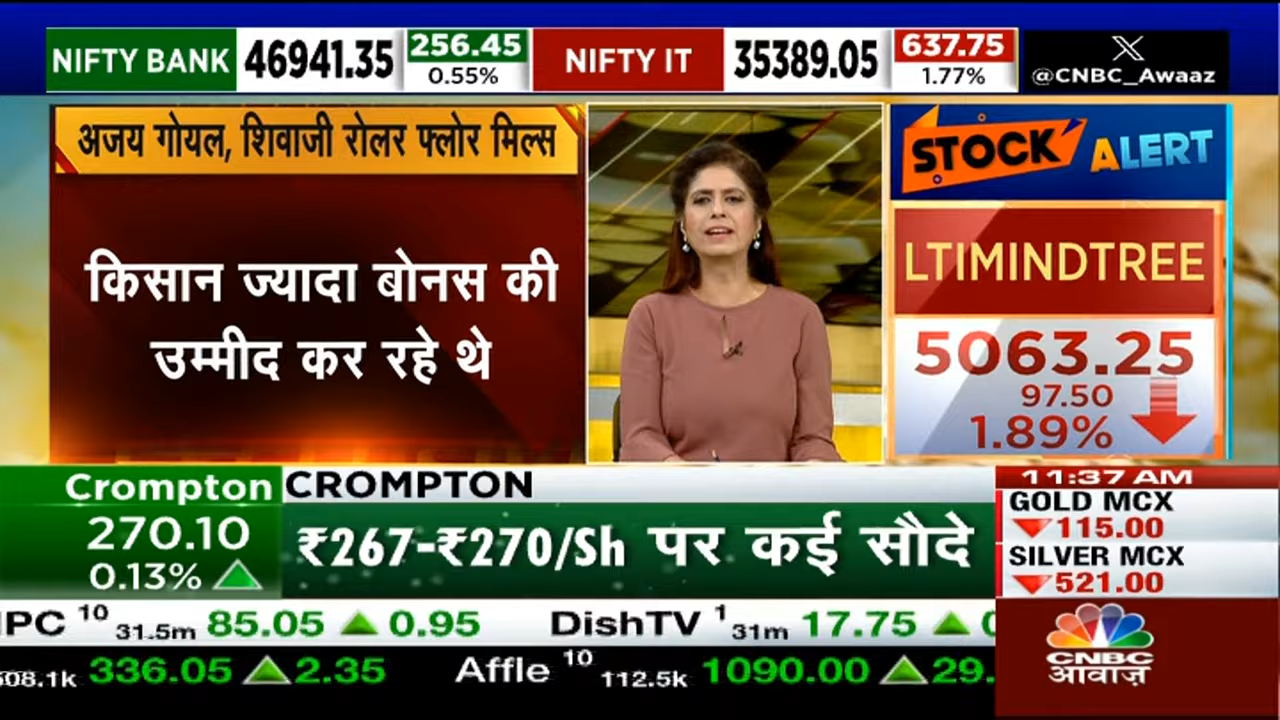 NIFTY BANK 46941.35 256.45 0.55%
NIFTY IT 35389.05 637.75 1.77%
X
@CNBC_Awaaz
अजय गोयल, शिवाजी रोलर फ्लोर मिल्स
किसान ज्यादा बोनस की
उम्मीद कर रहे थे
STOCK ALERT
LTIMINDTREE
5063.25
97.50
1.89%
Crompton
270.10
0.13%
CROMPTON
₹267-₹270/Sh पर कई सौदे
11:37 AM
GOLD MCX
115.00
SILVER MCX
521.00
IPC 10 31.5m 85.05 0.95 DishTV 1 31m 17.75
508.1k 336.05 2.35 Affle 10 112.5k 1090.00 29.
CNBC
आवाज़